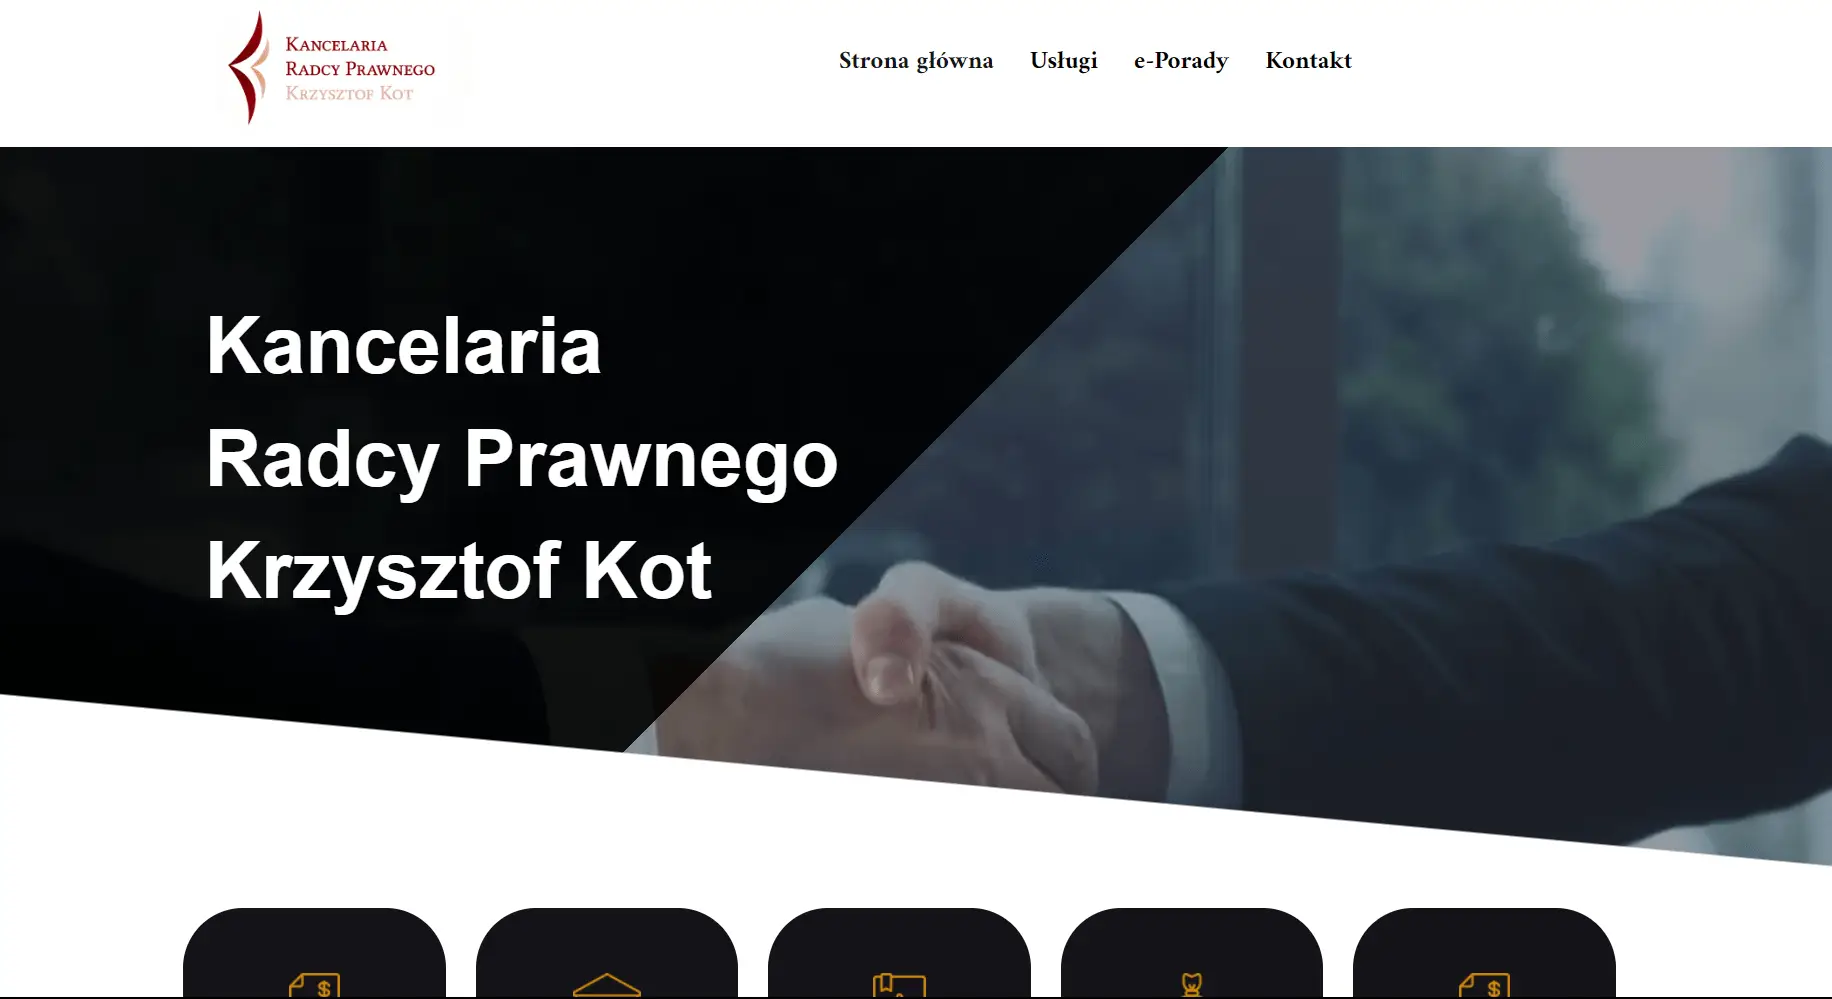 Kancelaria
Radcy Prawnego
Krzysztof Kot
Strona główna Usługi e-Porady Kontakt
Kancelaria
Radcy Prawnego
Krzysztof Kot
$
$